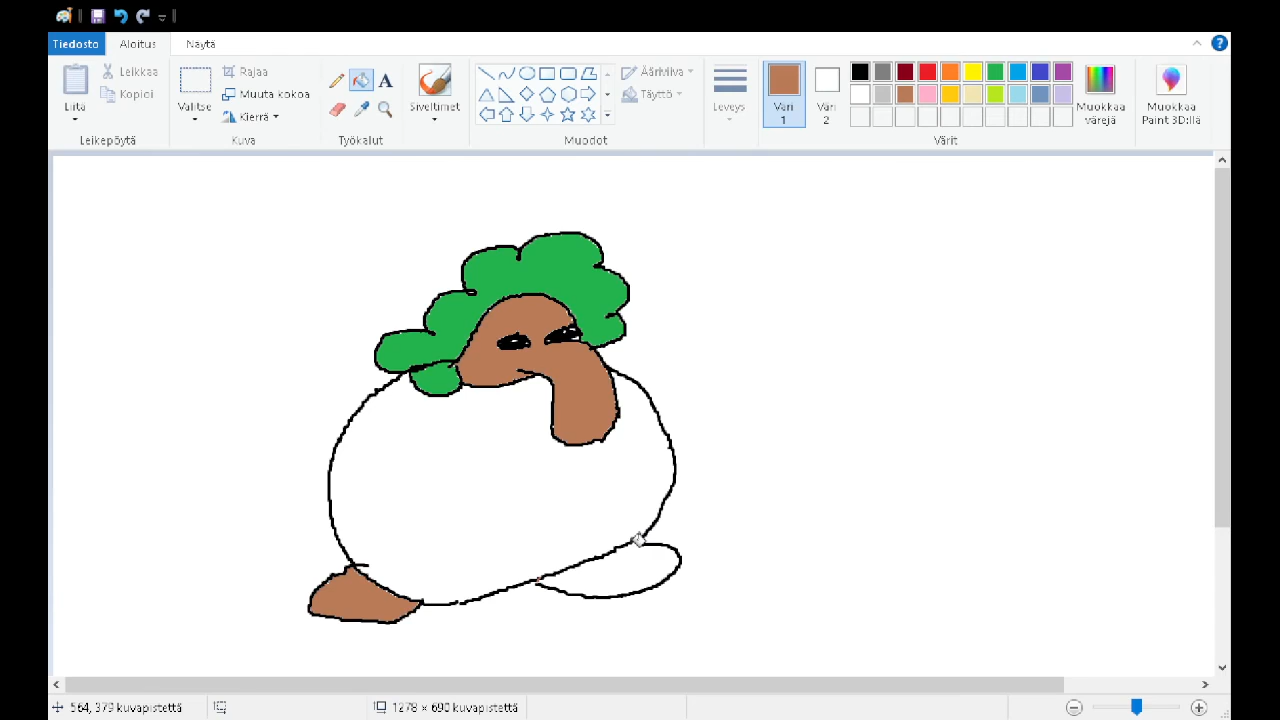 Tiedosto Aloitus Näytä
Liitä
Leikkaa
Kopioi
Leikepöytä
Valitse
Rajaa
Muuta kokoa
Kierrä
Kuva
A
Työkalut
Siveltimet
Ääriviiva
Täyttö
Muodot
Leveys
Väri
1
Väri
2
Värit
Muokkaa
värejä
Muokkaa
Paint 3D:llä
564, 379 kuvapistettä 1278 × 690 kuvapistettä